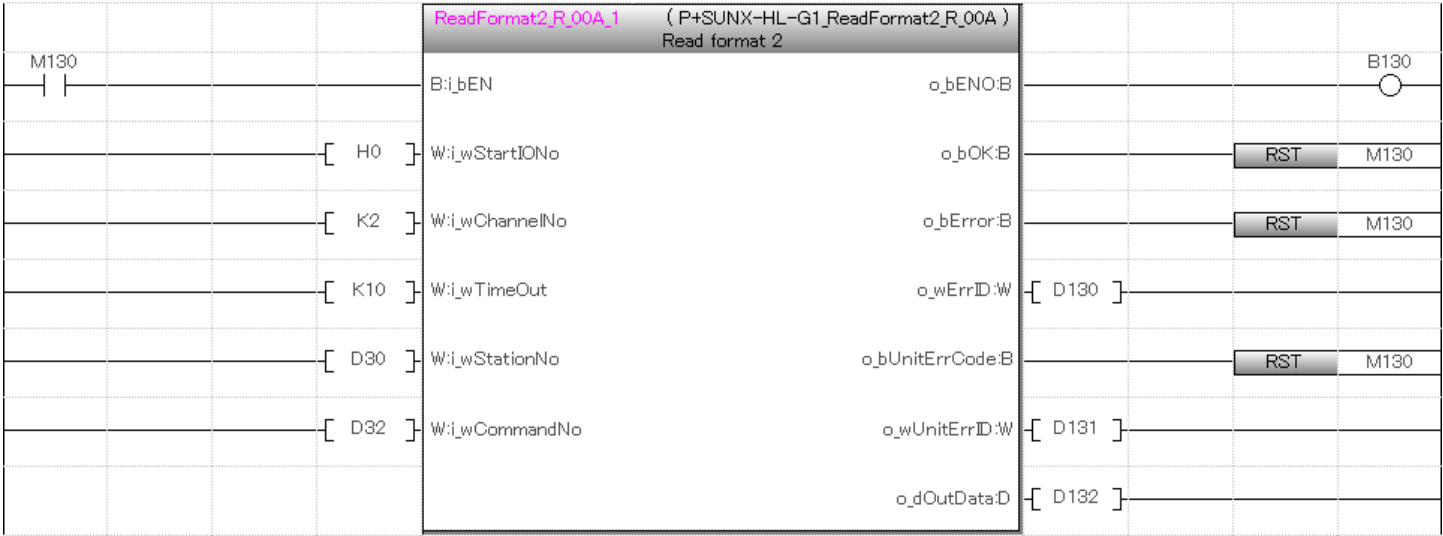 ReadFormat2_R_00A_1 ( P+SUNX-HL-G1_ReadFormat2_R_00A )
Read format 2
M130 B130
B:i_bEN o_bENO:B
H0 W:i_wStartIONo o_bOK:B RST M130
K2 W:i_wChannelNo o_bError:B RST M130
K10 W:i_wTimeOut o_wErrID:W D130
D30 W:i_wStationNo o_bUnitErrCode:B RST M130
D32 W:i_wCommandNo o_wUnitErrID:W D131
o_dOutData:D D132